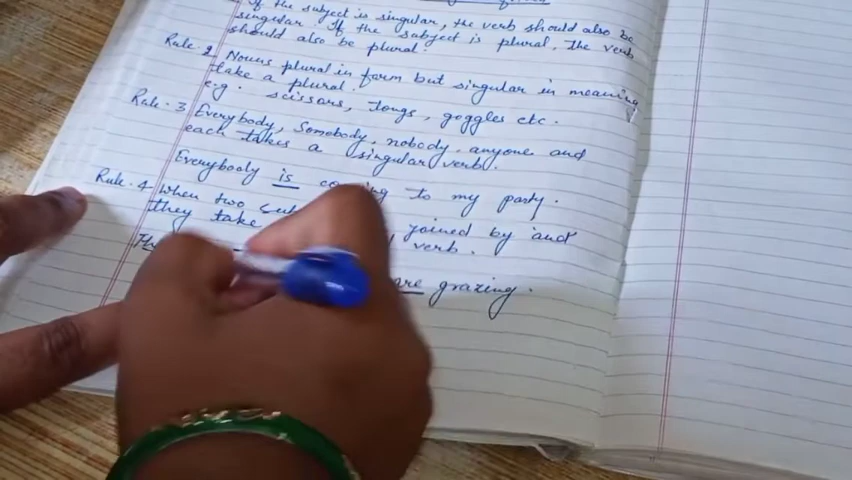 If the subject is singular, the verb should also be
singular. If the subject is plural, the verb
should also be plural.
Rule. 2 Nouns plural in form but singular in meaning
take a plural.
e.g. scissors, tongs, goggles etc.
Rule. 3 Everybody, Somebody, nobody, anyone and
each takes a singular verb.
Everybody is to my party.
Rule. 4 When two joined by 'and'
they take verb.
are grazing.